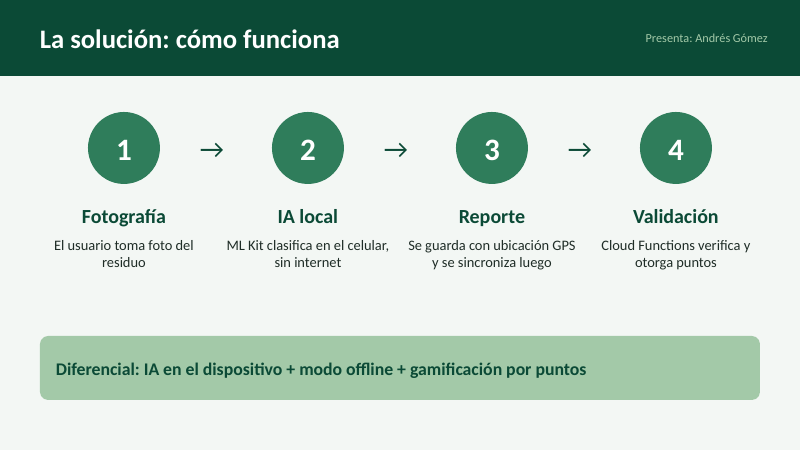 La solución: cómo funciona
Presenta: Andrés Gómez
1 → 2 → 3 → 4
Fotografía
El usuario toma foto del
residuo
IA local
ML Kit clasifica en el celular,
sin internet
Reporte
Se guarda con ubicación GPS
y se sincroniza luego
Validación
Cloud Functions verifica y
otorga puntos
Diferencial: IA en el dispositivo + modo offline + gamificación por puntos